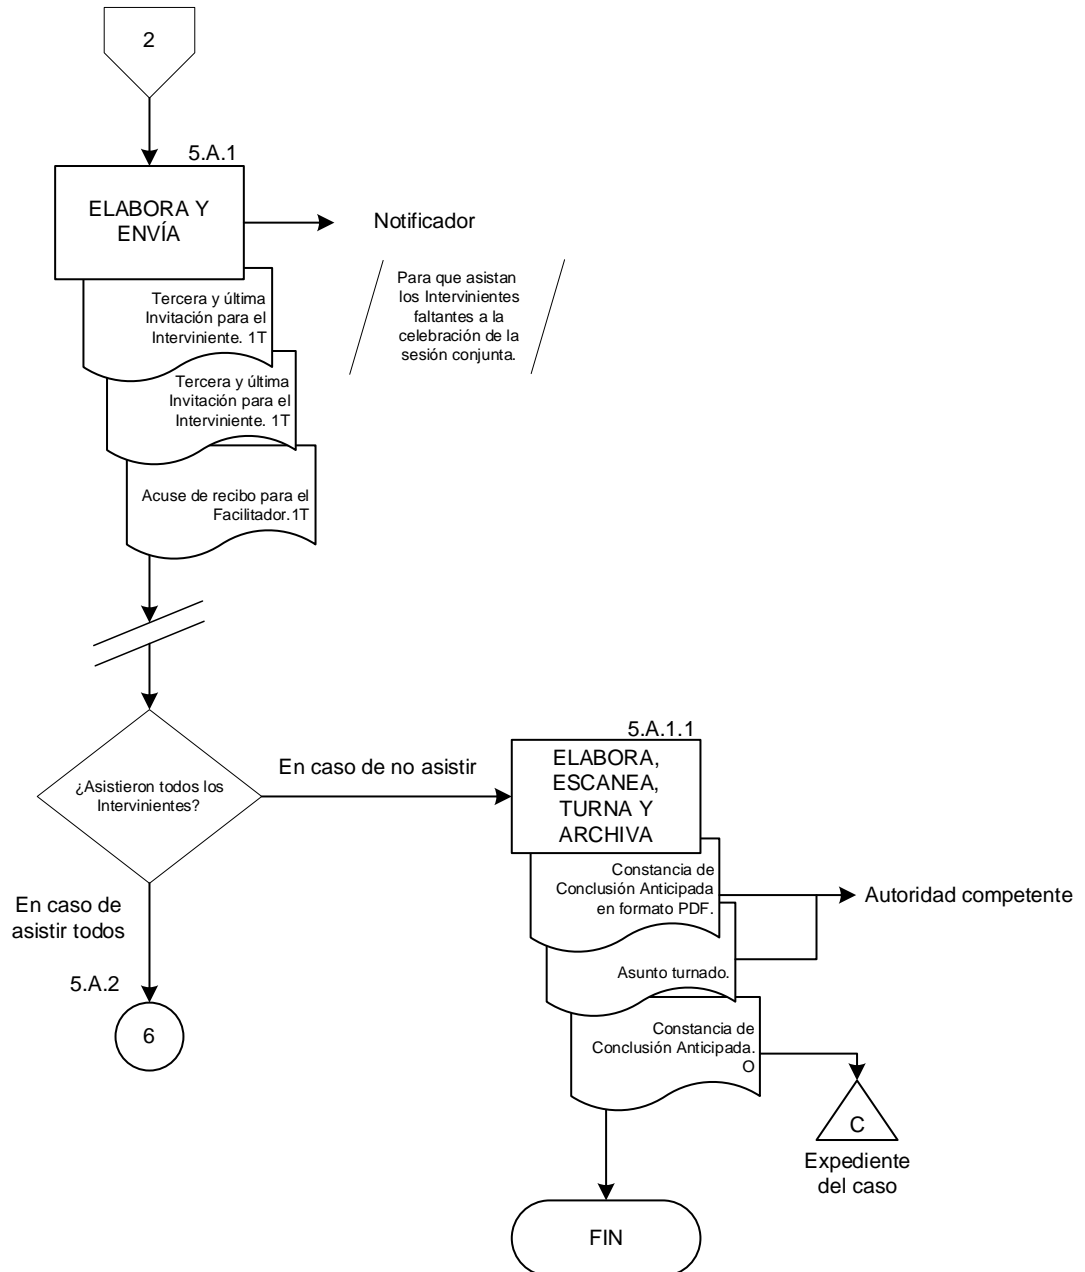 2
5.A.1
ELABORA Y
ENVÍA
Notificador
Para que asistan
los Intervinientes
faltantes a la
celebración de la
sesión conjunta.
Tercera y última
Invitación para el
Interviniente. 1T
Tercera y última
Invitación para el
Interviniente. 1T
Acuse de recibo para el
Facilitador.1T
¿Asistieron todos los
Intervinientes?
En caso de no asistir
5.A.1.1
ELABORA,
ESCANEA,
TURNA Y
ARCHIVA
Constancia de
Conclusión Anticipada
en formato PDF.
Autoridad competente
Asunto turnado.
Constancia de
Conclusión Anticipada.
O
C
Expediente
del caso
En caso de
asistir todos
5.A.2
6
FIN